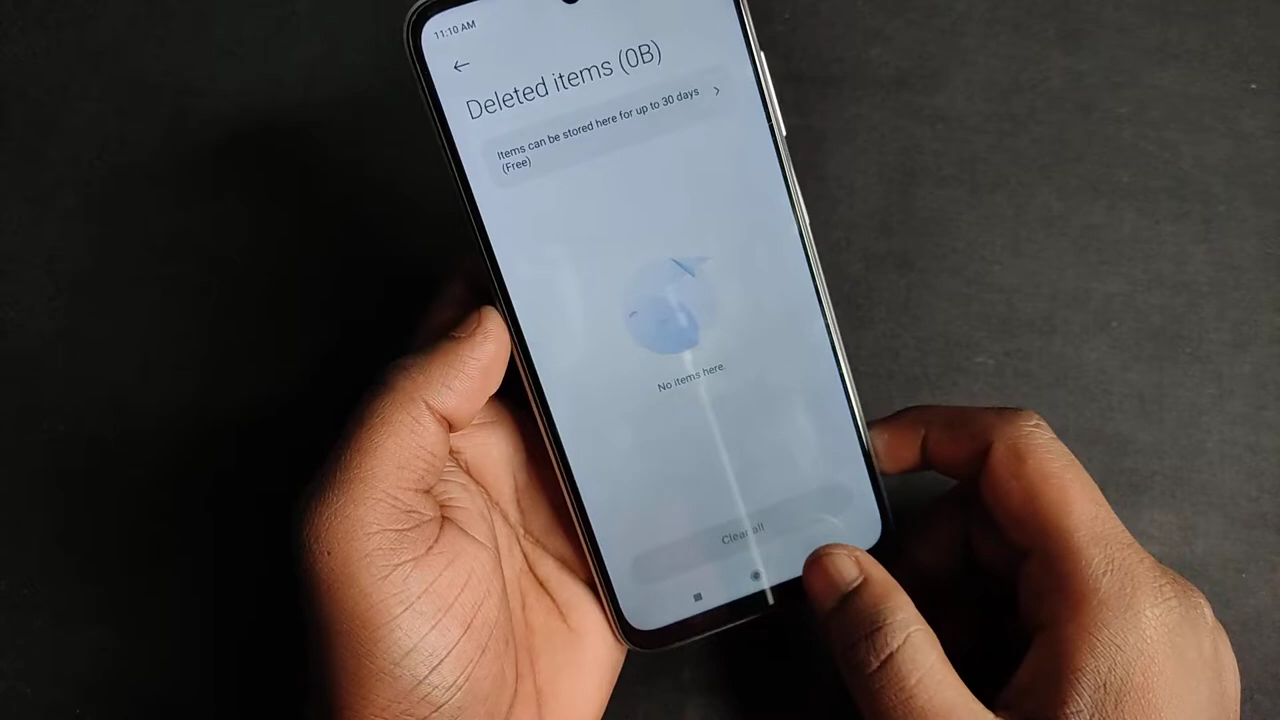 11:10 AM
Deleted items (0B)
Items can be stored here for up to 30 days
(Free)
No items here
Clear all